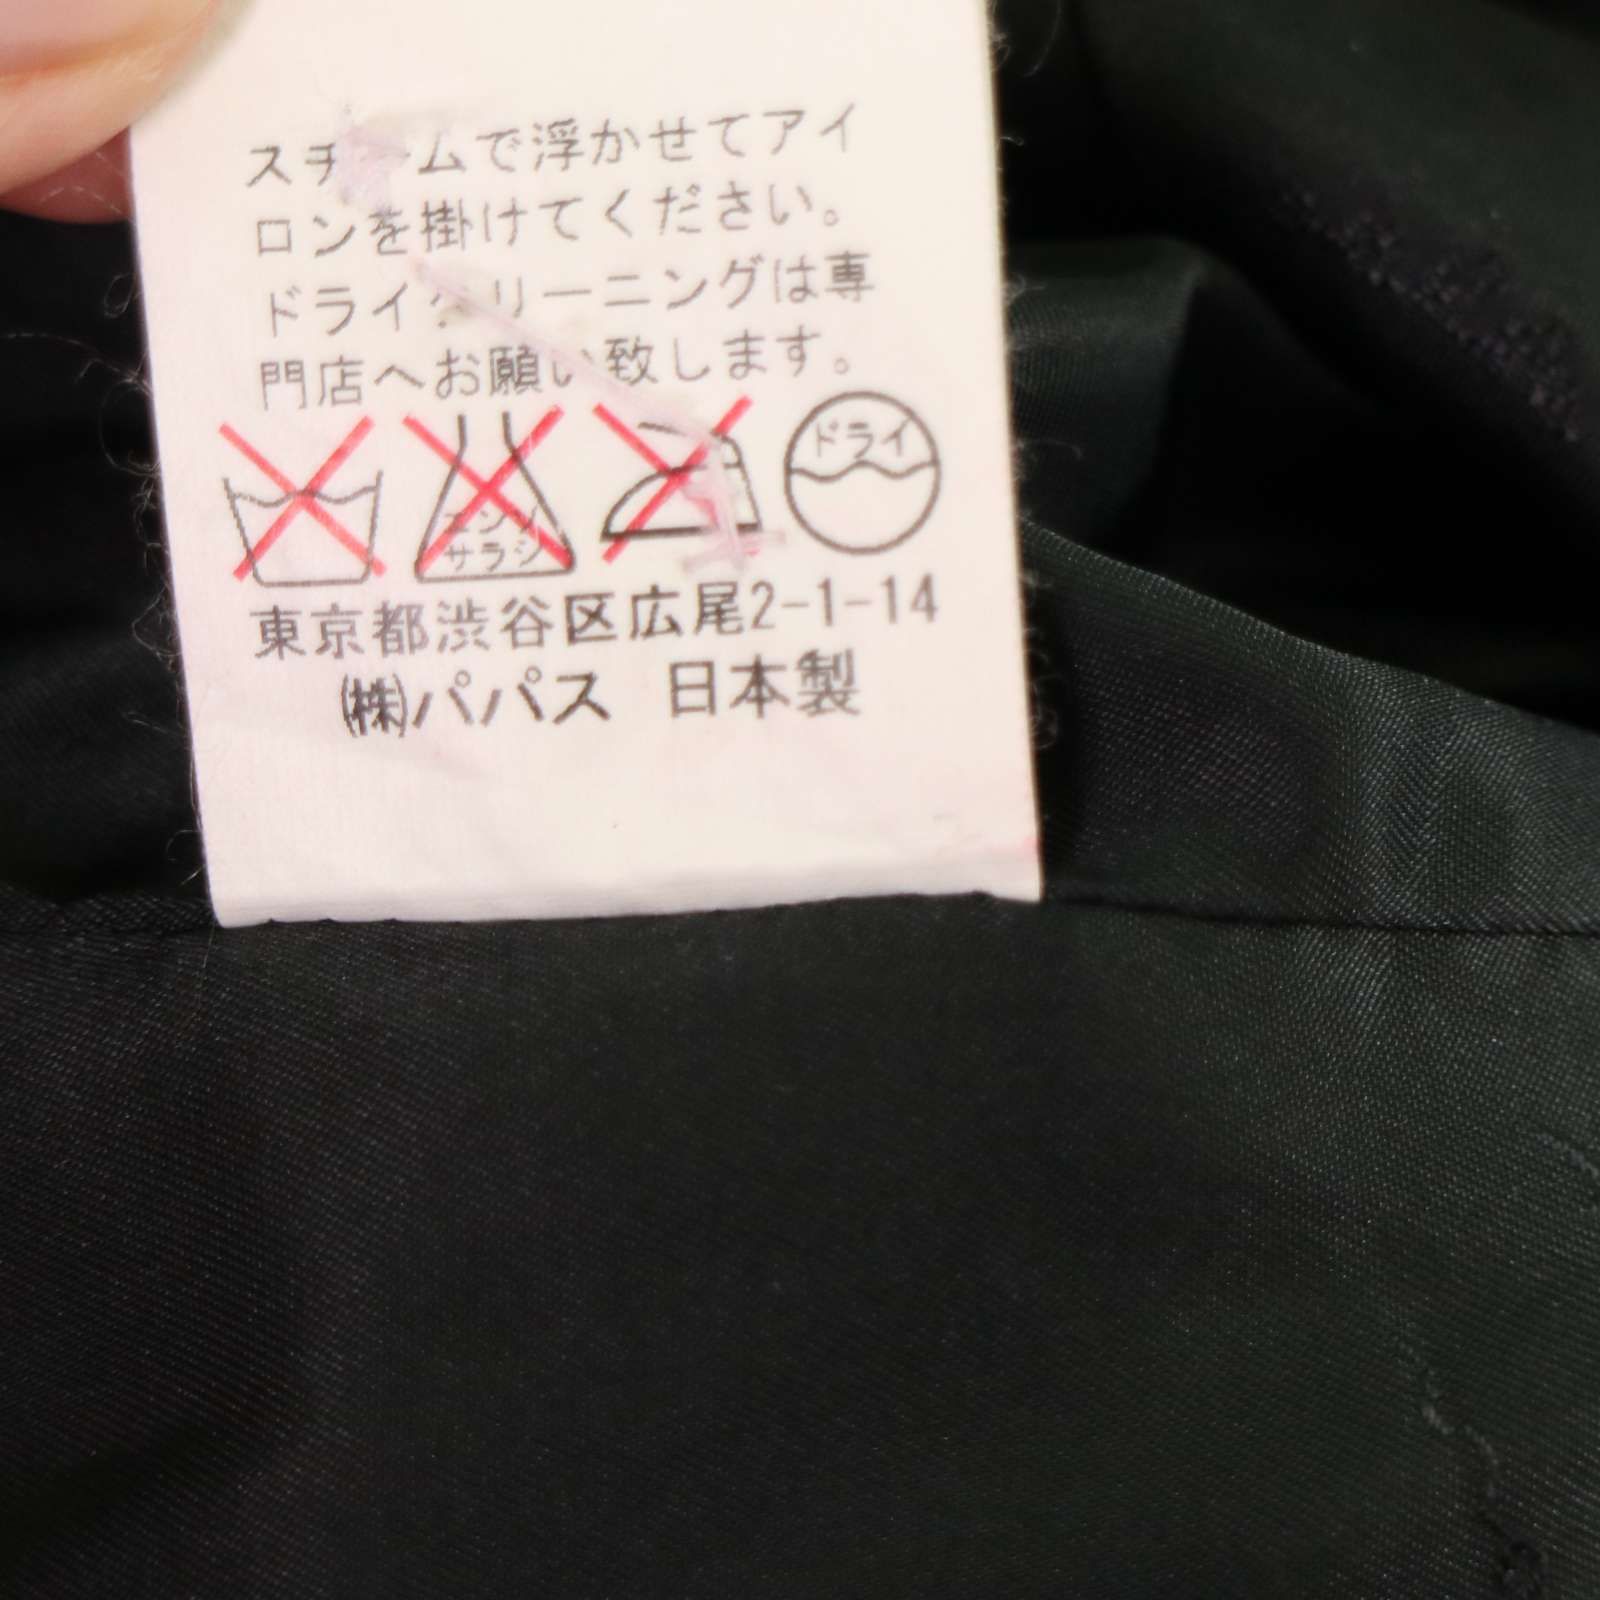 スチームで浮かせてアイ
ロンを掛けてください。
ドライクリーニングは専
門店へお願い致します。
エンソ
サラシ
ドライ
東京都渋谷区広尾2-1-14
㈱パパス 日本製